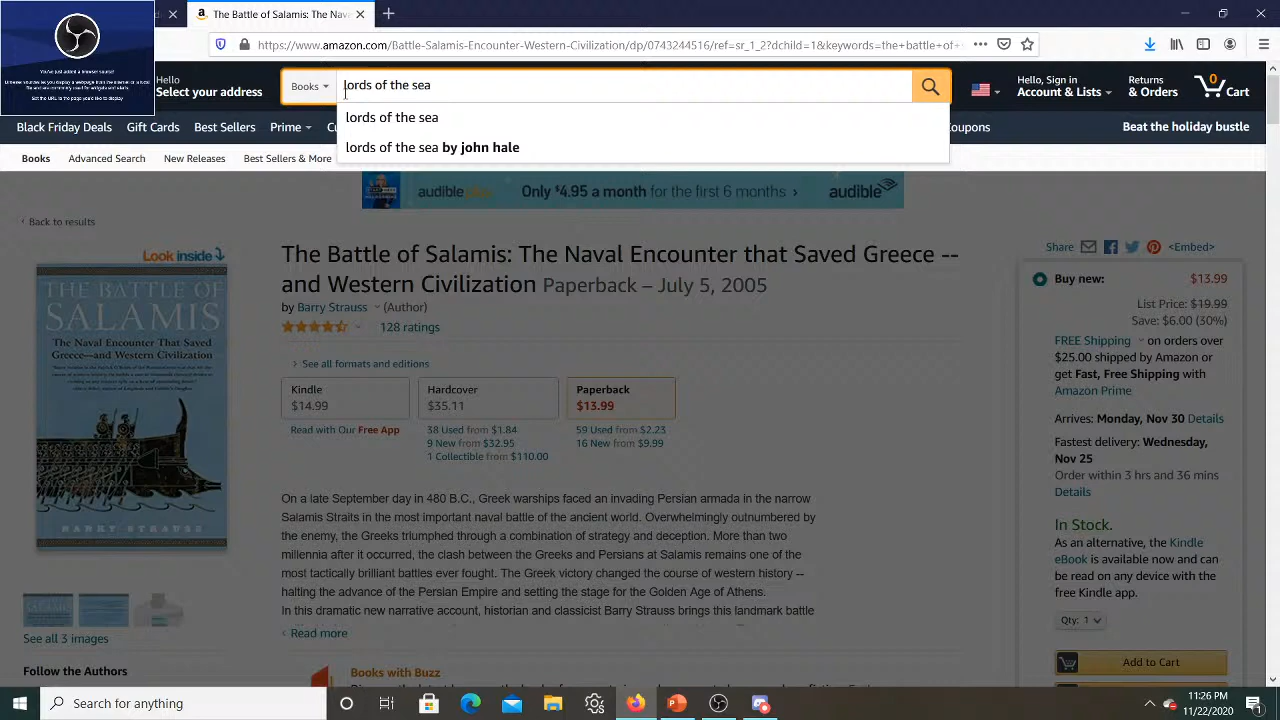 You've just added a browser source!
The Battle of Salamis: The Nav
https://www.amazon.com/Battle-Salamis-Encounter-Western-Civilization/dp/0743244516/ref=sr_1_2?dchild=1&keywords=the+battle+of+
Hello
Select your address
Books
lords of the sea
Hello, Sign in
Account & Lists
Returns
& Orders
0
Cart
lords of the sea
lords of the sea by john hale
Black Friday Deals
Gift Cards
Best Sellers
Prime
Cu
oupons
Beat the holiday bustle
Books
Advanced Search
New Releases
Best Sellers & More
audible
Only $4.95 a month for the first 6 months ›
audible
‹ Back to results
Look inside
THE BATTLE OF
SALAMIS
The Naval Encounter That Saved
Greece—and Western Civilization
BARRY STRAUSS
See all 3 images
Follow the Authors
The Battle of Salamis: The Naval Encounter that Saved Greece --
and Western Civilization Paperback – July 5, 2005
by Barry Strauss (Author)
128 ratings
› See all formats and editions
Kindle
$14.99
Hardcover
$35.11
Paperback
$13.99
Read with Our Free App
38 Used from $1.84
9 New from $32.95
1 Collectible from $110.00
59 Used from $2.23
16 New from $9.99
On a late September day in 480 B.C., Greek warships faced an invading Persian armada in the narrow
Salamis Straits in the most important naval battle of the ancient world. Overwhelmingly outnumbered by
the enemy, the Greeks triumphed through a combination of strategy and deception. More than two
millennia after it occurred, the clash between the Greeks and Persians at Salamis remains one of the
most tactically brilliant battles ever fought. The Greek victory changed the course of western history --
halting the advance of the Persian Empire and setting the stage for the Golden Age of Athens.
In this dramatic new narrative account, historian and classicist Barry Strauss brings this landmark battle
‹ Read more
Books with Buzz
Share
<Embed>
Buy new:
$13.99
List Price: $19.99
Save: $6.00 (30%)
FREE Shipping on orders over
$25.00 shipped by Amazon or
get Fast, Free Shipping with
Amazon Prime
Arrives: Monday, Nov 30 Details
Fastest delivery: Wednesday,
Nov 25
Order within 3 hrs and 36 mins
Details
In Stock.
As an alternative, the Kindle
eBook is available now and can
be read on any device with the
free Kindle app.
Qty: 1
Add to Cart
Type here to search
Search for anything
11:26 PM
11/22/2020
1